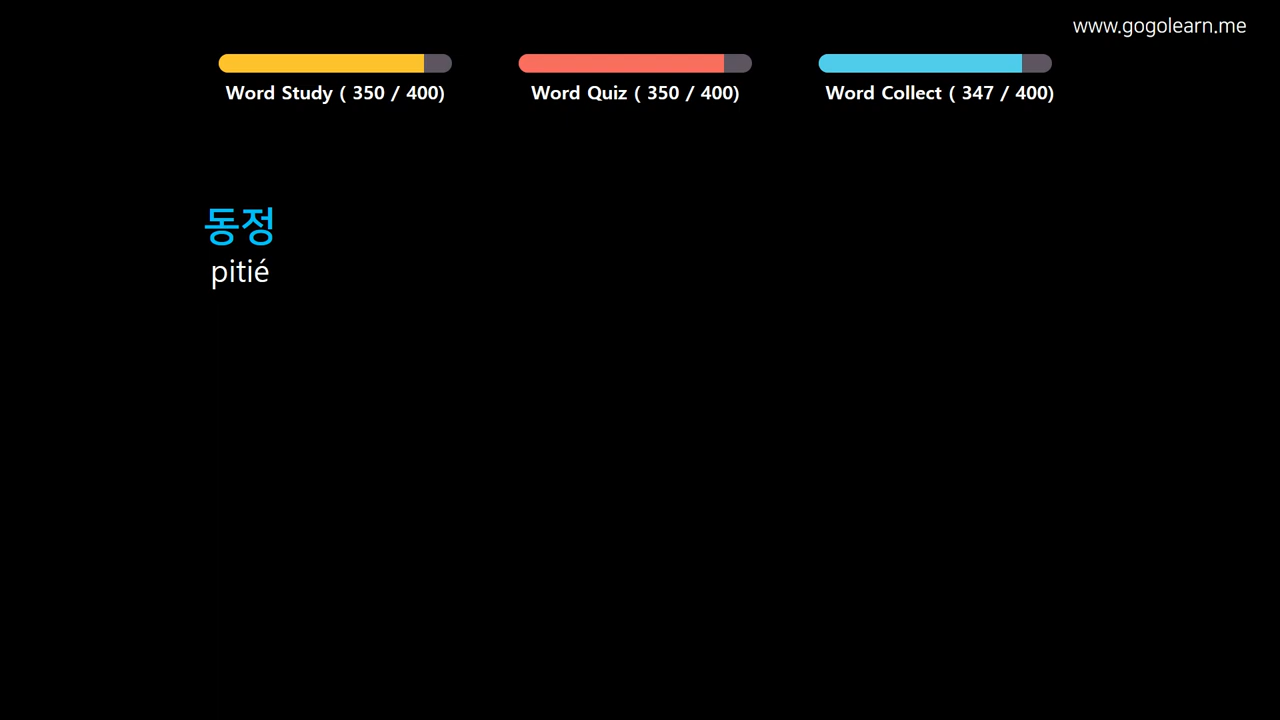 www.gogolearn.me
Word Study ( 350 / 400)
Word Quiz ( 350 / 400)
Word Collect ( 347 / 400)
동정
pitié